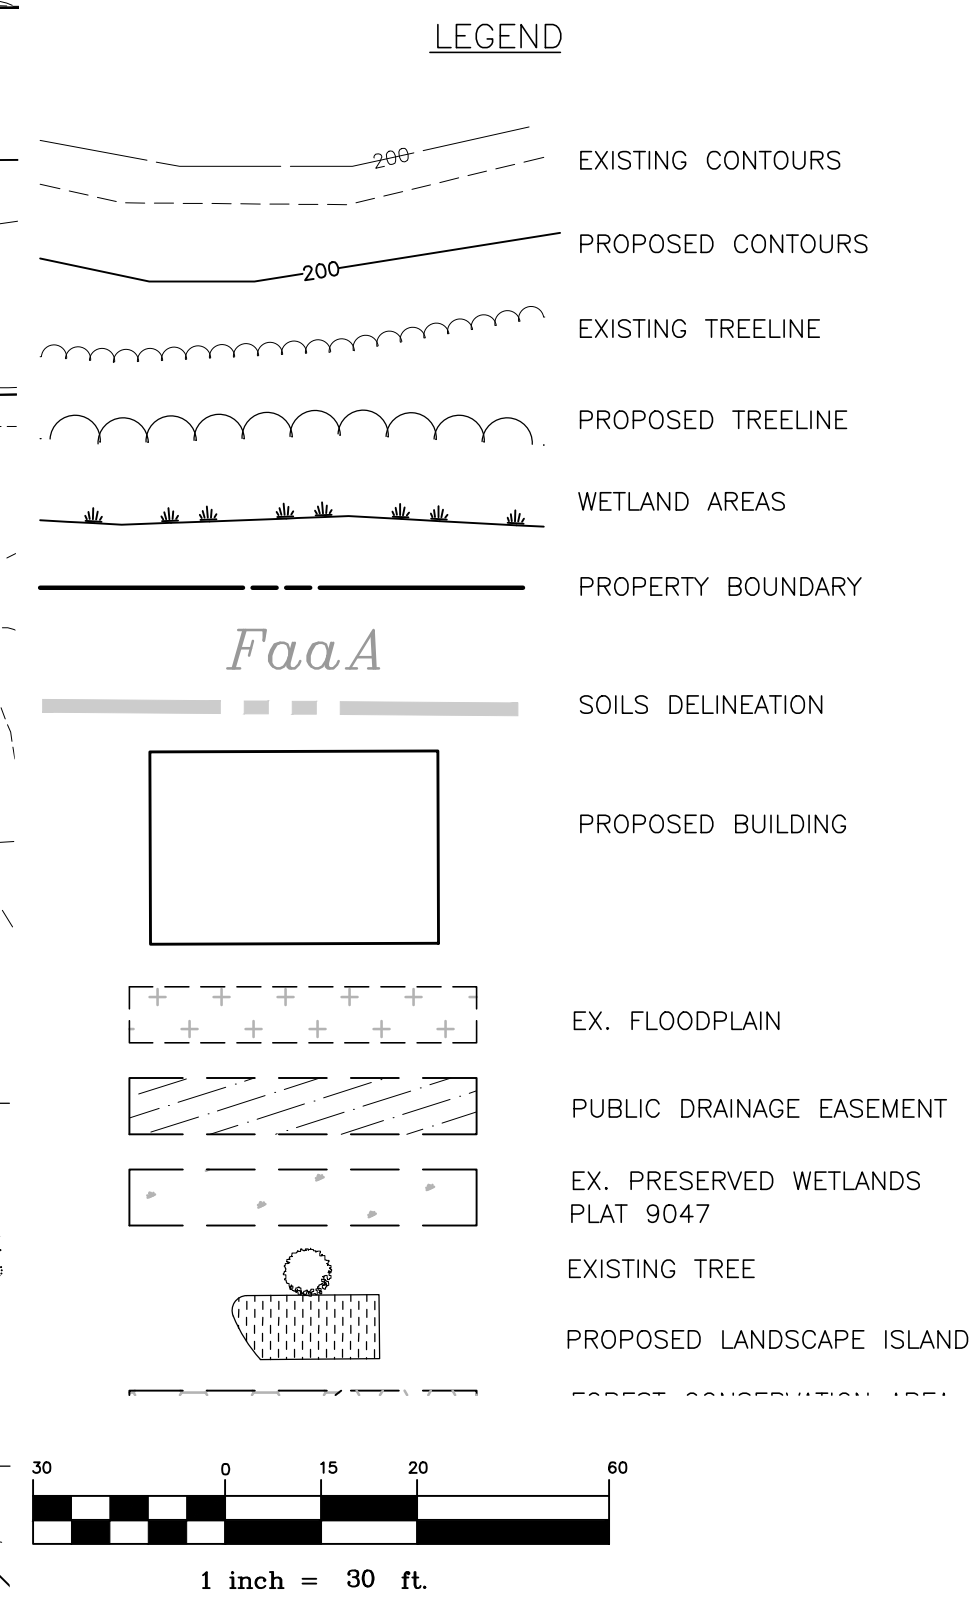 LEGEND
200
EXISTING CONTOURS
PROPOSED CONTOURS
200
EXISTING TREELINE
PROPOSED TREELINE
WETLAND AREAS
PROPERTY BOUNDARY
FaaA
SOILS DELINEATION
PROPOSED BUILDING
EX. FLOODPLAIN
PUBLIC DRAINAGE EASEMENT
EX. PRESERVED WETLANDS
PLAT 9047
EXISTING TREE
PROPOSED LANDSCAPE ISLAND
30 0 15 20 60
1 inch = 30 ft.